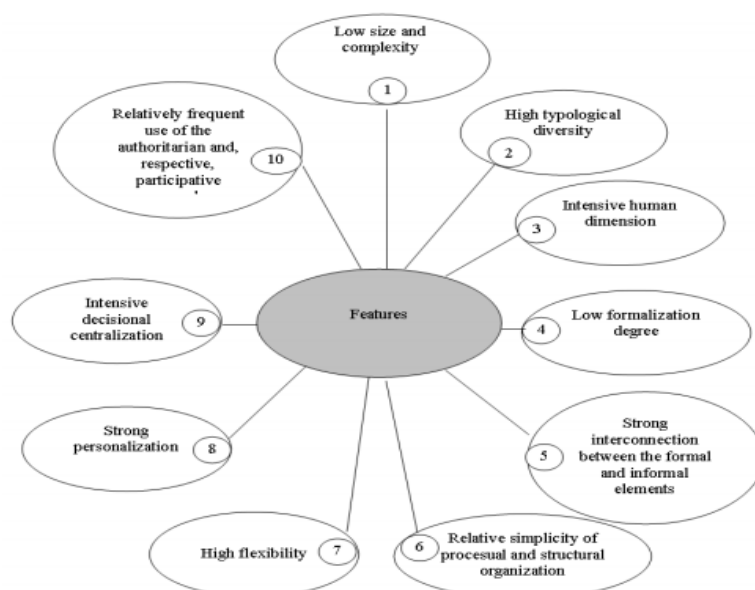 Low size and
complexity
1
High typological
diversity
2
Intensive human
dimension
3
Low formalization
degree
4
Strong
interconnection
between the formal
and informal
elements
5
Relative simplicity of
procesual and structural
organization
6
High flexibility
7
Strong
personalization
8
Intensive
decisional
centralization
9
Relatively frequent
use of the
authoritarian and,
respective,
participative
10
Features